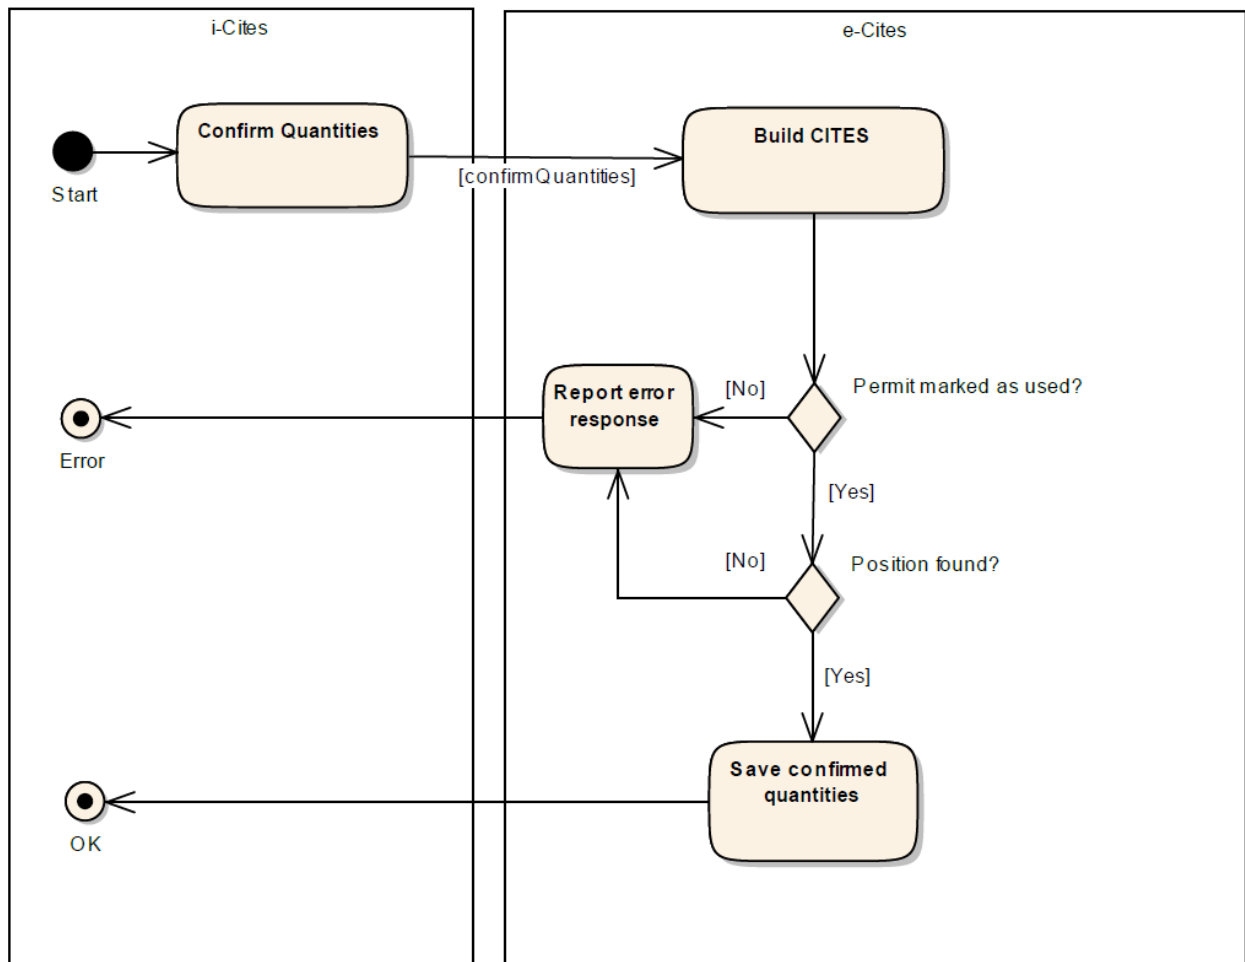 i-Cites
e-Cites
Confirm Quantities
Build CITES
[confirmQuantities]
Start
Report error
response
[No]
Permit marked as used?
Error
[Yes]
[No]
Position found?
[Yes]
Save confirmed
quantities
OK